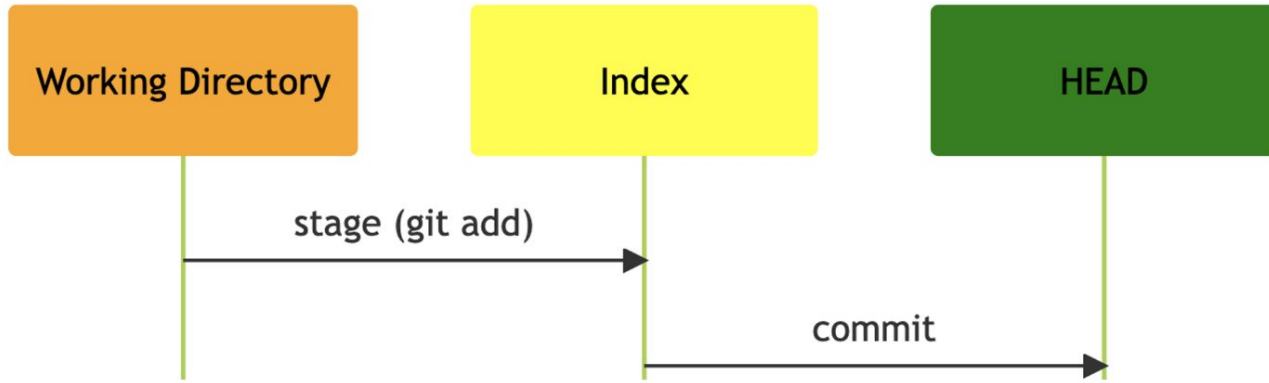 Working Directory
Index
HEAD
stage (git add)
commit